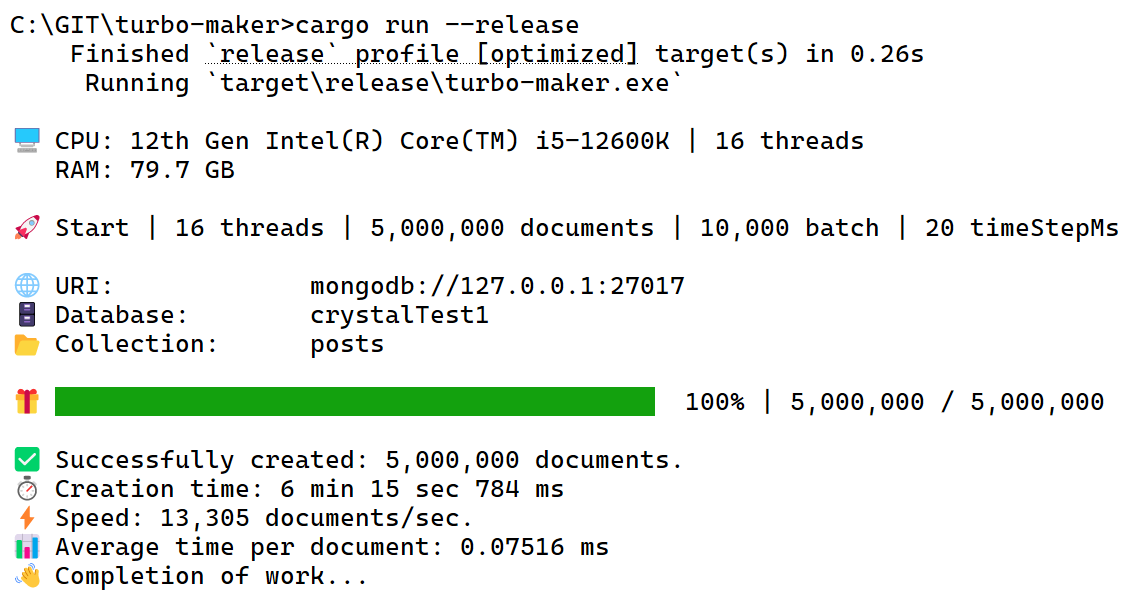 C:\GIT\turbo-maker>cargo run --release
Finished `release` profile [optimized] target(s) in 0.26s
Running `target\release\turbo-maker.exe`
CPU: 12th Gen Intel(R) Core(TM) i5-12600K | 16 threads
RAM: 79.7 GB
Start | 16 threads | 5,000,000 documents | 10,000 batch | 20 timeStepMs
URI: mongodb://127.0.0.1:27017
Database: crystalTest1
Collection: posts
100% | 5,000,000 / 5,000,000
Successfully created: 5,000,000 documents.
Creation time: 6 min 15 sec 784 ms
Speed: 13,305 documents/sec.
Average time per document: 0.07516 ms
Completion of work...